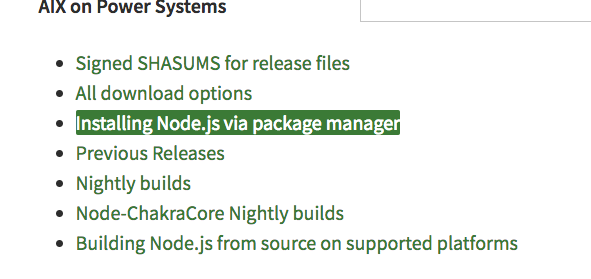 AIX on Power Systems
Signed SHASUMS for release files
All download options
Installing Node.js via package manager
Previous Releases
Nightly builds
Node-ChakraCore Nightly builds
Building Node.js from source on supported platforms